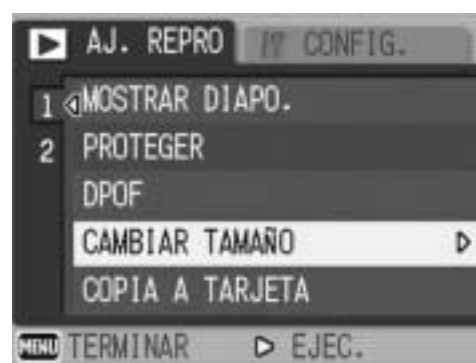 AJ. REPRO CONFIG.
1 MOSTRAR DIAPO.
2 PROTEGER
DPOF
CAMBIAR TAMAÑO
COPIA A TARJETA
MENU TERMINAR EJEC.